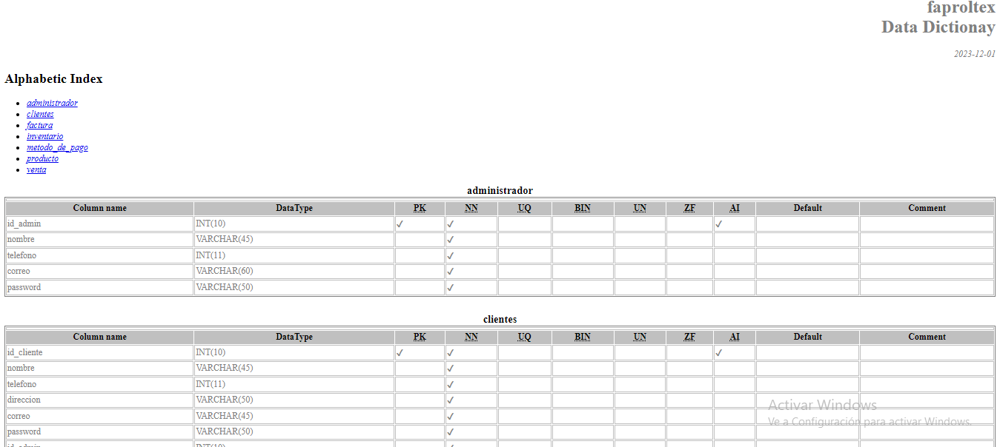 faproltex
Data Dictionay
2023-12-01
Alphabetic Index
administrador
clientes
factura
inventario
metodo_de_pago
producto
venta
administrador
Column name DataType PK NN UQ BIN UN ZF AI Default Comment
id_admin INT(10) ✓ ✓ ✓
nombre VARCHAR(45) ✓
telefono INT(11) ✓
correo VARCHAR(60) ✓
password VARCHAR(50) ✓
clientes
Column name DataType PK NN UQ BIN UN ZF AI Default Comment
id_cliente INT(10) ✓ ✓ ✓
nombre VARCHAR(45) ✓
telefono INT(11) ✓
direccion VARCHAR(50) ✓
correo VARCHAR(45) ✓
password VARCHAR(50) ✓
id_admin INT(10) ✓
Activar Windows
Ve a Configuración para activar Windows.